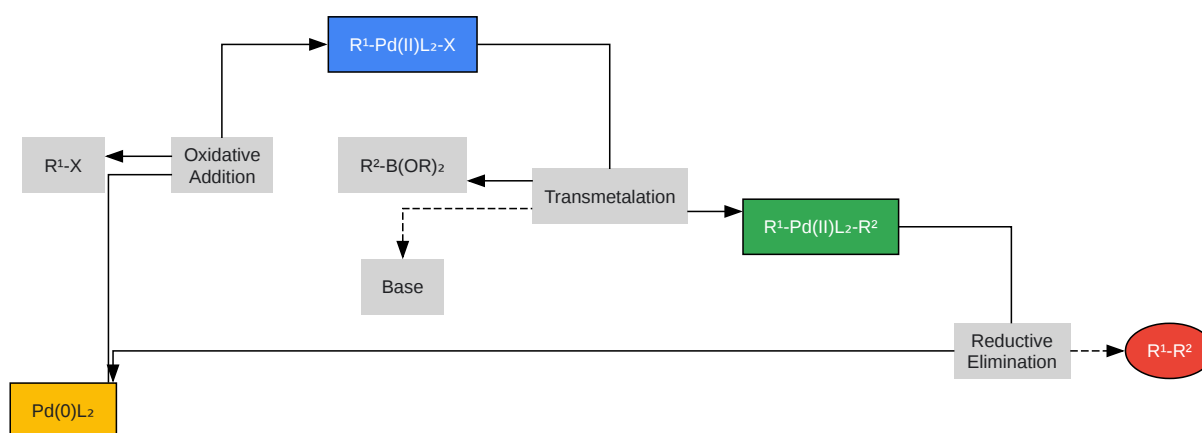 R¹-Pd(II)L₂-X
R¹-X
Oxidative
Addition
R²-B(OR)₂
Transmetalation
R¹-Pd(II)L₂-R²
Base
Reductive
Elimination
R¹-R²
Pd(0)L₂